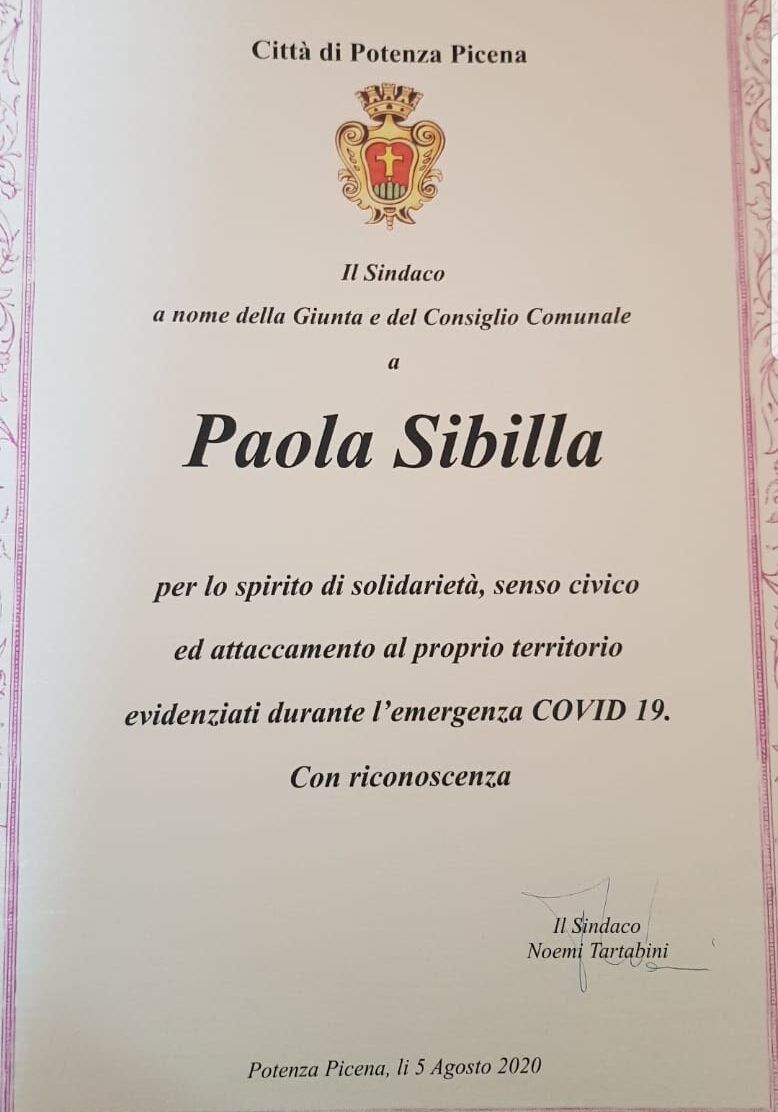 Città di Potenza Picena
Il Sindaco
a nome della Giunta e del Consiglio Comunale
a
Paola Sibilla
per lo spirito di solidarietà, senso civico
ed attaccamento al proprio territorio
evidenziati durante l'emergenza COVID 19.
Con riconoscenza
Il Sindaco
Noemi Tartabini
Potenza Picena, li 5 Agosto 2020